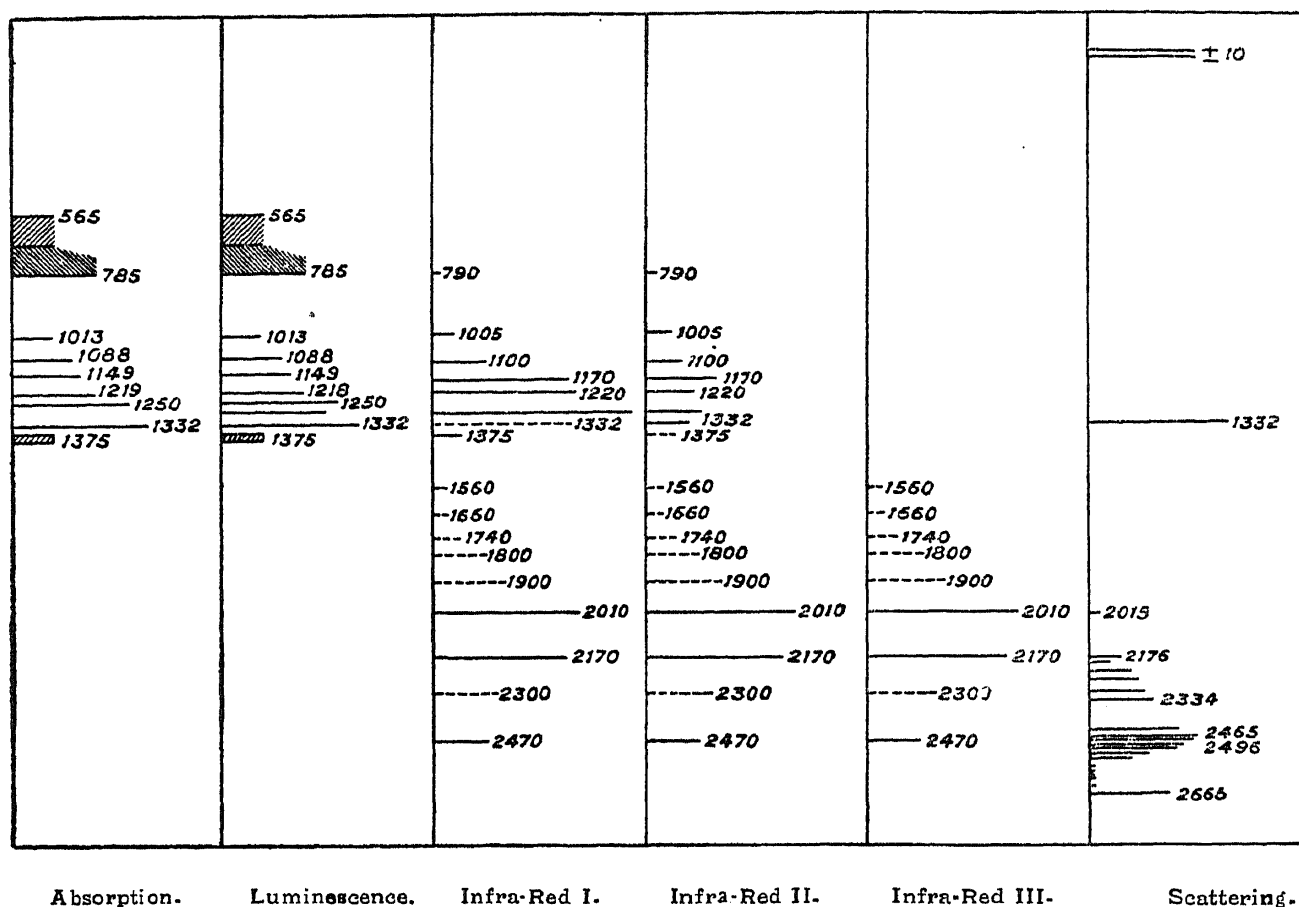 ± 10
565 565
785 785 790 790
1013 1013 1005 1005
1088 1088 1100 1100
1149 1149 1170 1170
1219 1218 1220 1220
1250 1250
1332 1332 1332 1332 1332
1375 1375 1375 1375
1560 1560 1560
1660 1660 1660
1740 1740 1740
1800 1800 1800
1900 1900 1900
2010 2010 2010 2015
2170 2170 2170 2176
2300 2300 2300 2334
2470 2470 2470 2465
2496
2665
Absorption. Luminescence. Infra-Red I. Infra-Red II. Infra-Red III. Scattering.